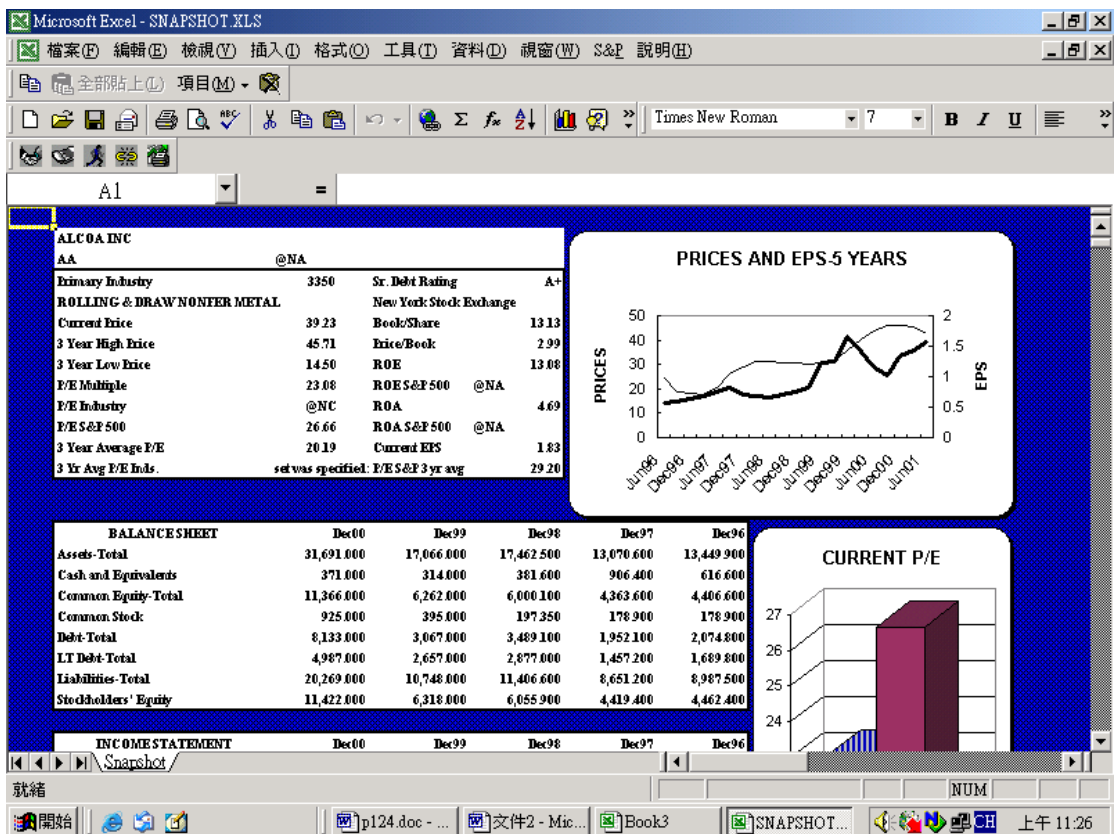 Microsoft Excel - SNAPSHOT.XLS
檔案(F) 編輯(E) 檢視(V) 插入(I) 格式(O) 工具(T) 資料(D) 視窗(W) S&P 說明(H)
全部貼上(L) 項目(M)
Times New Roman 7 B I U
A1 =
ALCOA INC
AA @NA
Primary Industry 3350 Sr. Debt Rating A+
ROLLING & DRAW NONFER METAL New York Stock Exchange
Current Price 39.23 Book/Share 13.13
3 Year High Price 45.71 Price/Book 2.99
3 Year Low Price 14.50 ROE 13.08
P/E Multiple 23.08 ROE S&P 500 @NA
P/E Industry @NC ROA 4.69
P/E S&P 500 26.66 ROA S&P 500 @NA
3 Year Average P/E 20.19 Current EPS 1.83
3 Yr Avg P/E Inds. set was specified: P/E S&P 3 yr avg 29.20
PRICES AND EPS-5 YEARS
50 2
40 1.5
30
20 1
10 0.5
0 0
PRICES
EPS
Jun96 Dec96 Jun97 Dec97 Jun98 Dec98 Jun99 Dec99 Jun00 Dec00 Jun01
BALANCE SHEET Dec00 Dec99 Dec98 Dec97 Dec96
Assets-Total 31,691.000 17,066.000 17,462.500 13,070.600 13,449.900
Cash and Equivalents 371.000 314.000 381.600 906.400 616.600
Common Equity-Total 11,366.000 6,262.000 6,000.100 4,363.600 4,406.600
Common Stock 925.000 395.000 197.350 178.900 178.900
Debt-Total 8,133.000 3,067.000 3,489.100 1,952.100 2,074.800
LT Debt-Total 4,987.000 2,657.000 2,877.000 1,457.200 1,689.800
Liabilities-Total 20,269.000 10,748.000 11,406.600 8,651.200 8,987.500
Stockholders' Equity 11,422.000 6,318.000 6,055.900 4,419.400 4,462.400
CURRENT P/E
27
26
25
24
INCOME STATEMENT Dec00 Dec99 Dec98 Dec97 Dec96
Snapshot
就緒 NUM
開始 p124.doc - ... 文件2 - Mic... Book3 SNAPSHOT... CH 上午 11:26